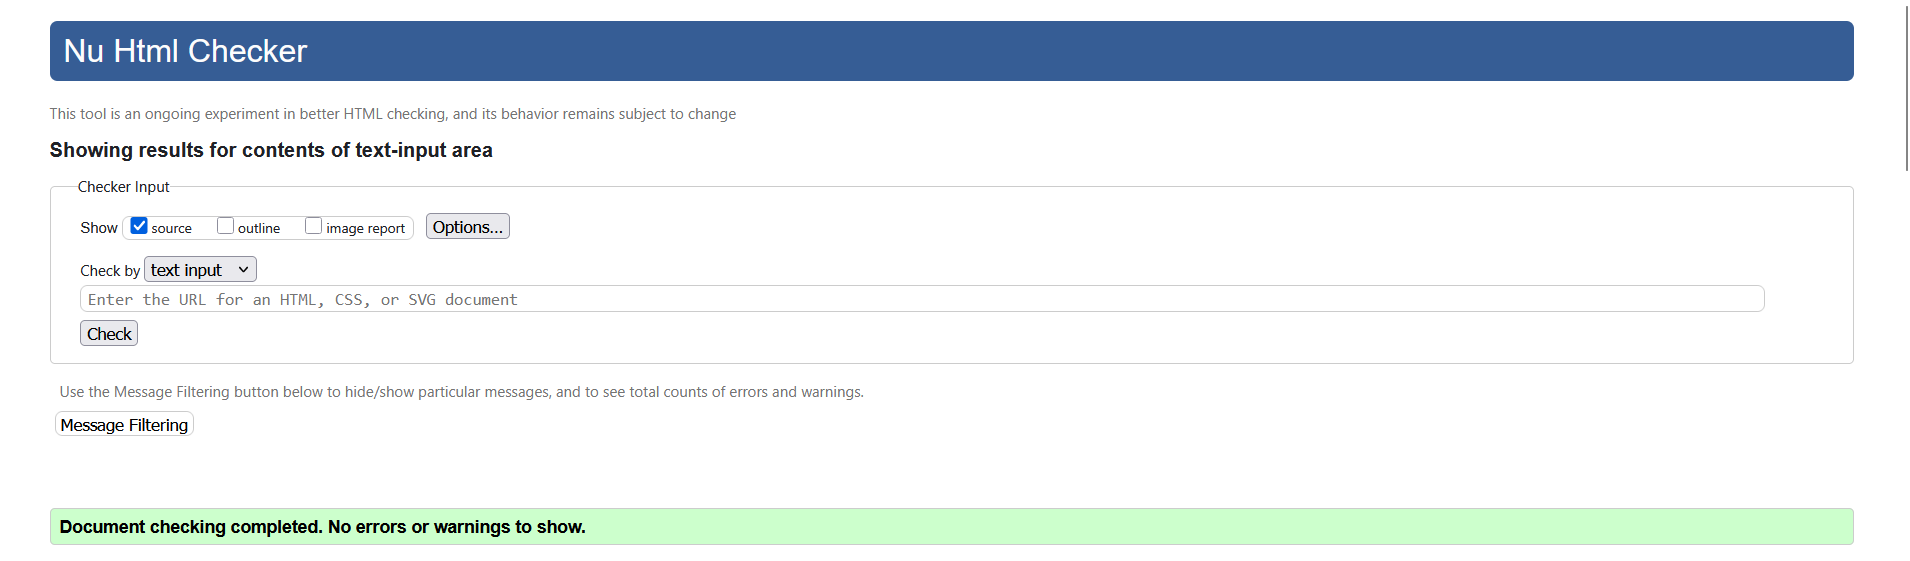 Nu Html Checker
This tool is an ongoing experiment in better HTML checking, and its behavior remains subject to change
Showing results for contents of text-input area
Checker Input
Show source outline image report Options...
Check by text input
Enter the URL for an HTML, CSS, or SVG document
Check
Use the Message Filtering button below to hide/show particular messages, and to see total counts of errors and warnings.
Message Filtering
Document checking completed. No errors or warnings to show.